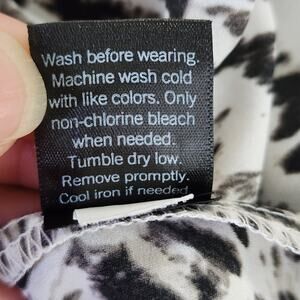 Wash before wearing.
Machine wash cold
with like colors. Only
non-chlorine bleach
when needed.
Tumble dry low.
Remove promptly.
Cool iron if needed